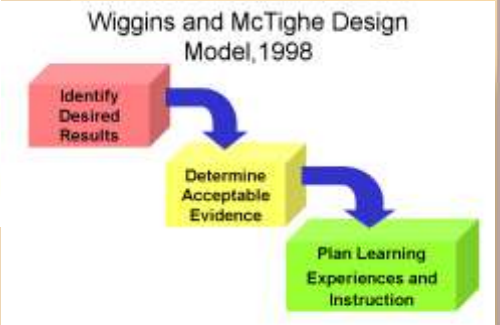 Wiggins and McTighe Design
Model,1998
Identify
Desired
Results
Determine
Acceptable
Evidence
Plan Learning
Experiences and
Instruction